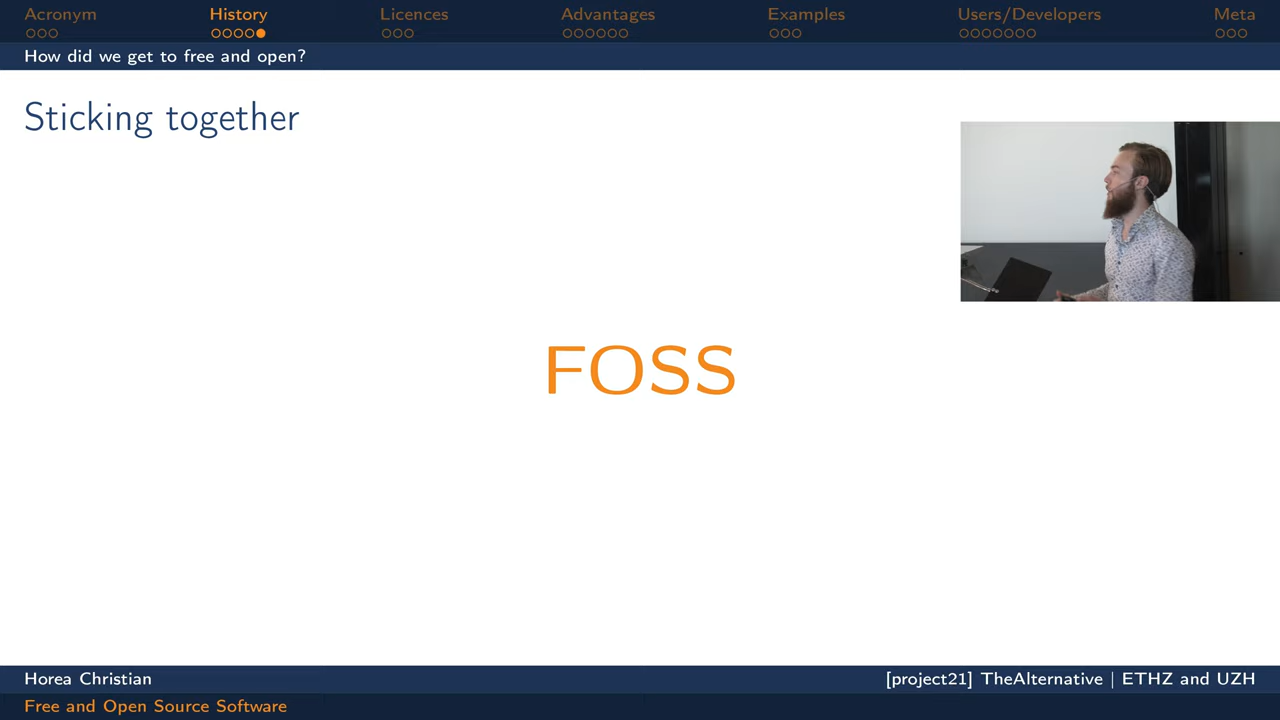 Acronym History Licences Advantages Examples Users/Developers Meta
How did we get to free and open?
Sticking together
FOSS
Horea Christian [project21] TheAlternative | ETHZ and UZH
Free and Open Source Software